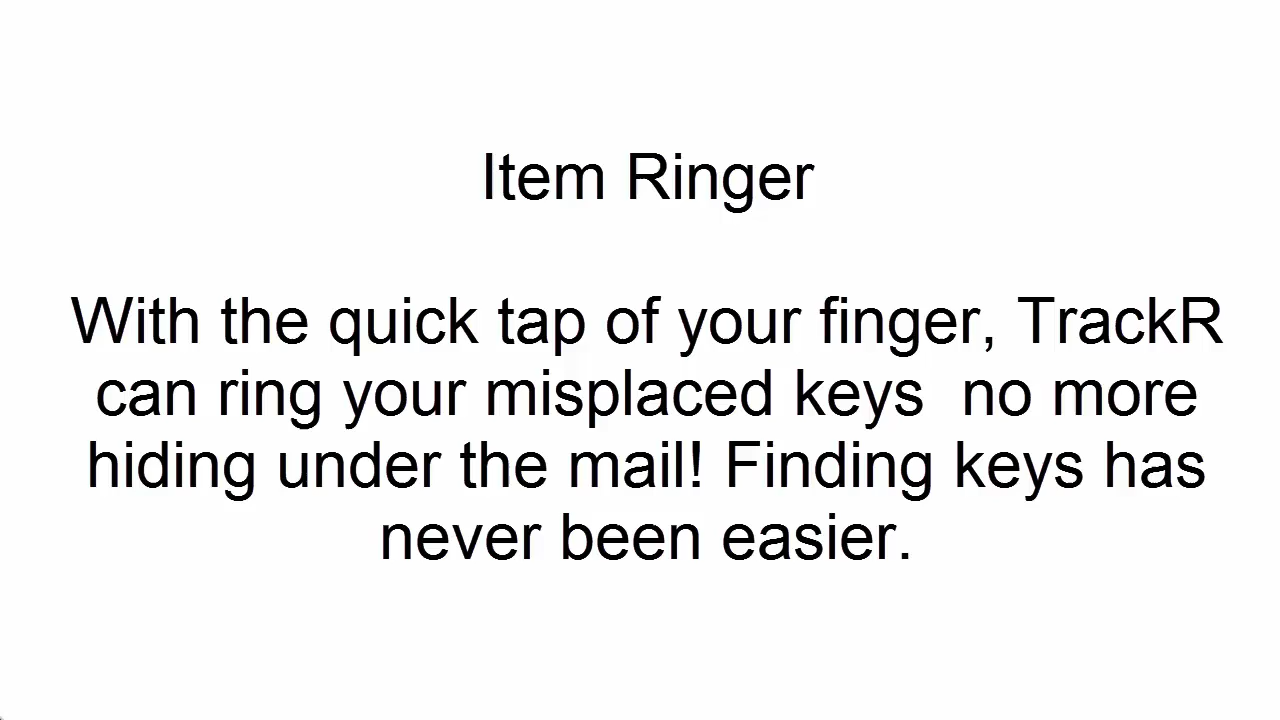 Item Ringer
With the quick tap of your finger, TrackR
can ring your misplaced keys  no more
hiding under the mail! Finding keys has
never been easier.